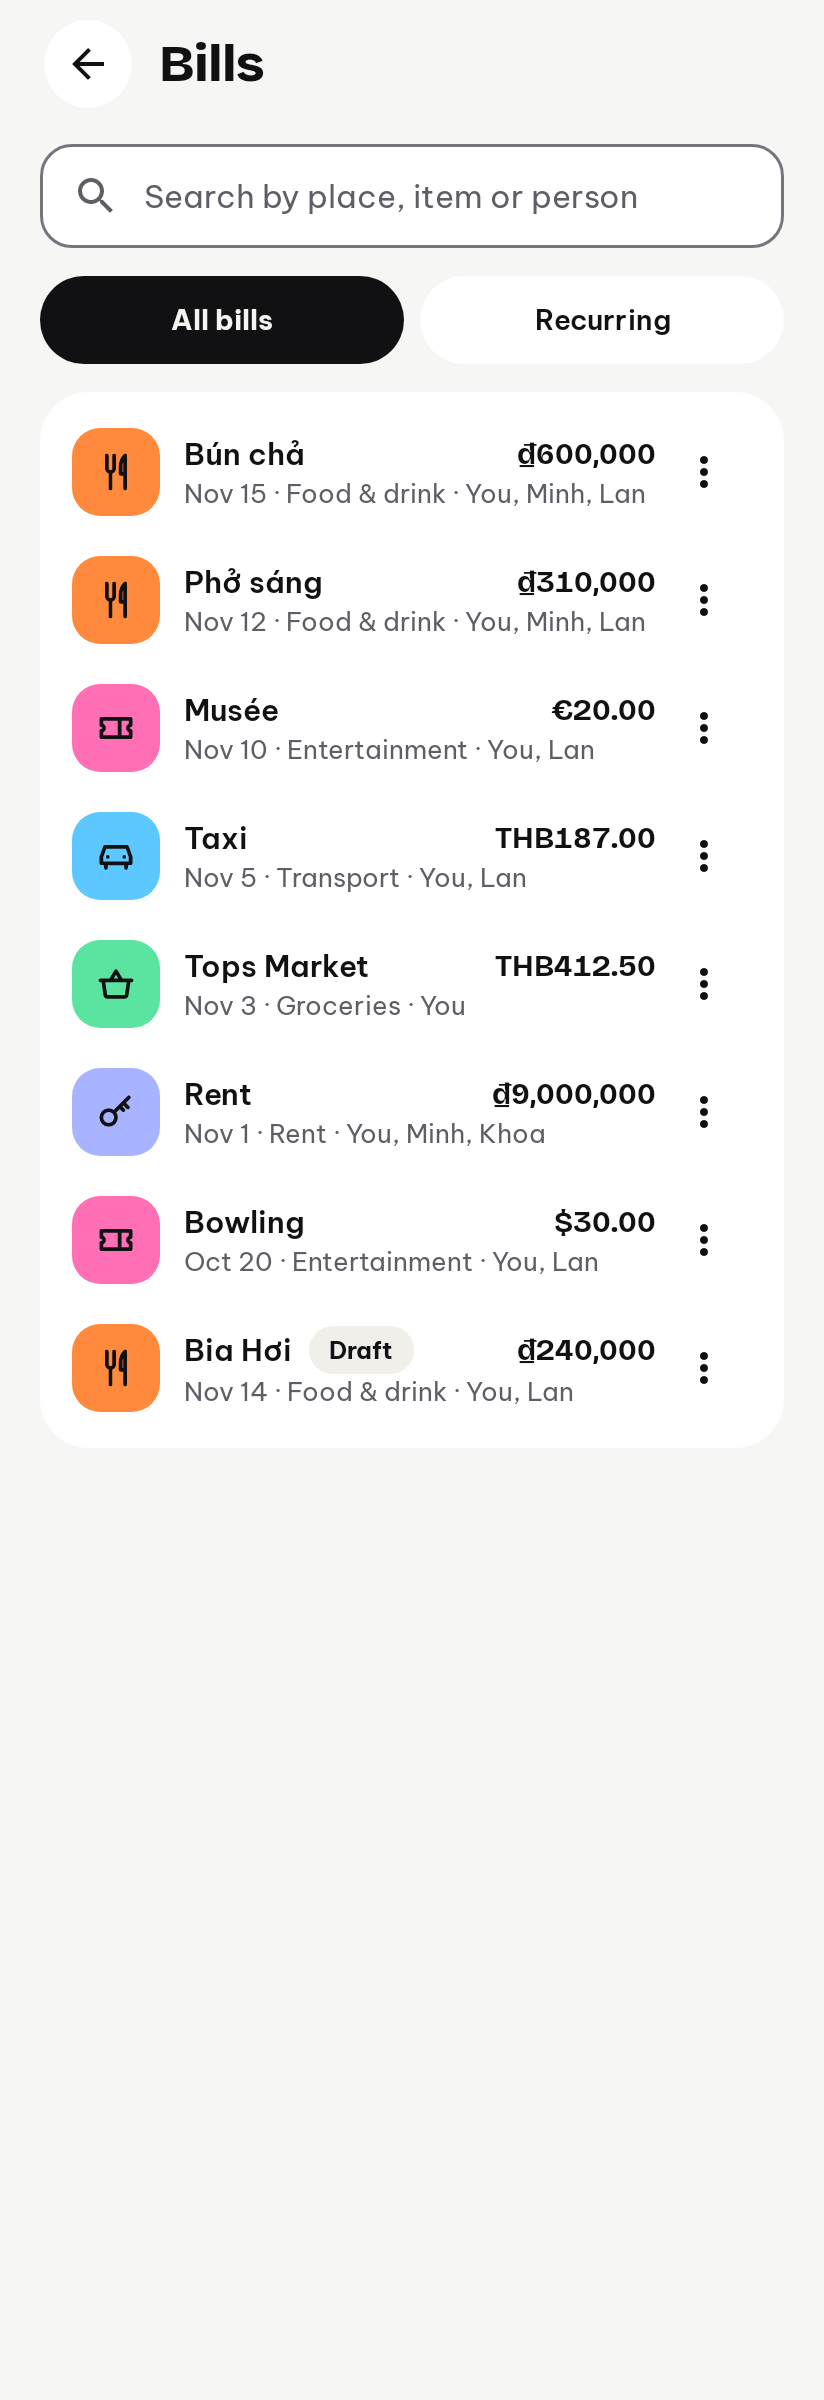 Bills
Search by place, item or person
All bills
Recurring
Bún chả
₫600,000
Nov 15 · Food & drink · You, Minh, Lan
Phở sáng
₫310,000
Nov 12 · Food & drink · You, Minh, Lan
Musée
€20.00
Nov 10 · Entertainment · You, Lan
Taxi
THB187.00
Nov 5 · Transport · You, Lan
Tops Market
THB412.50
Nov 3 · Groceries · You
Rent
₫9,000,000
Nov 1 · Rent · You, Minh, Khoa
Bowling
$30.00
Oct 20 · Entertainment · You, Lan
Bia Hơi
Draft
₫240,000
Nov 14 · Food & drink · You, Lan